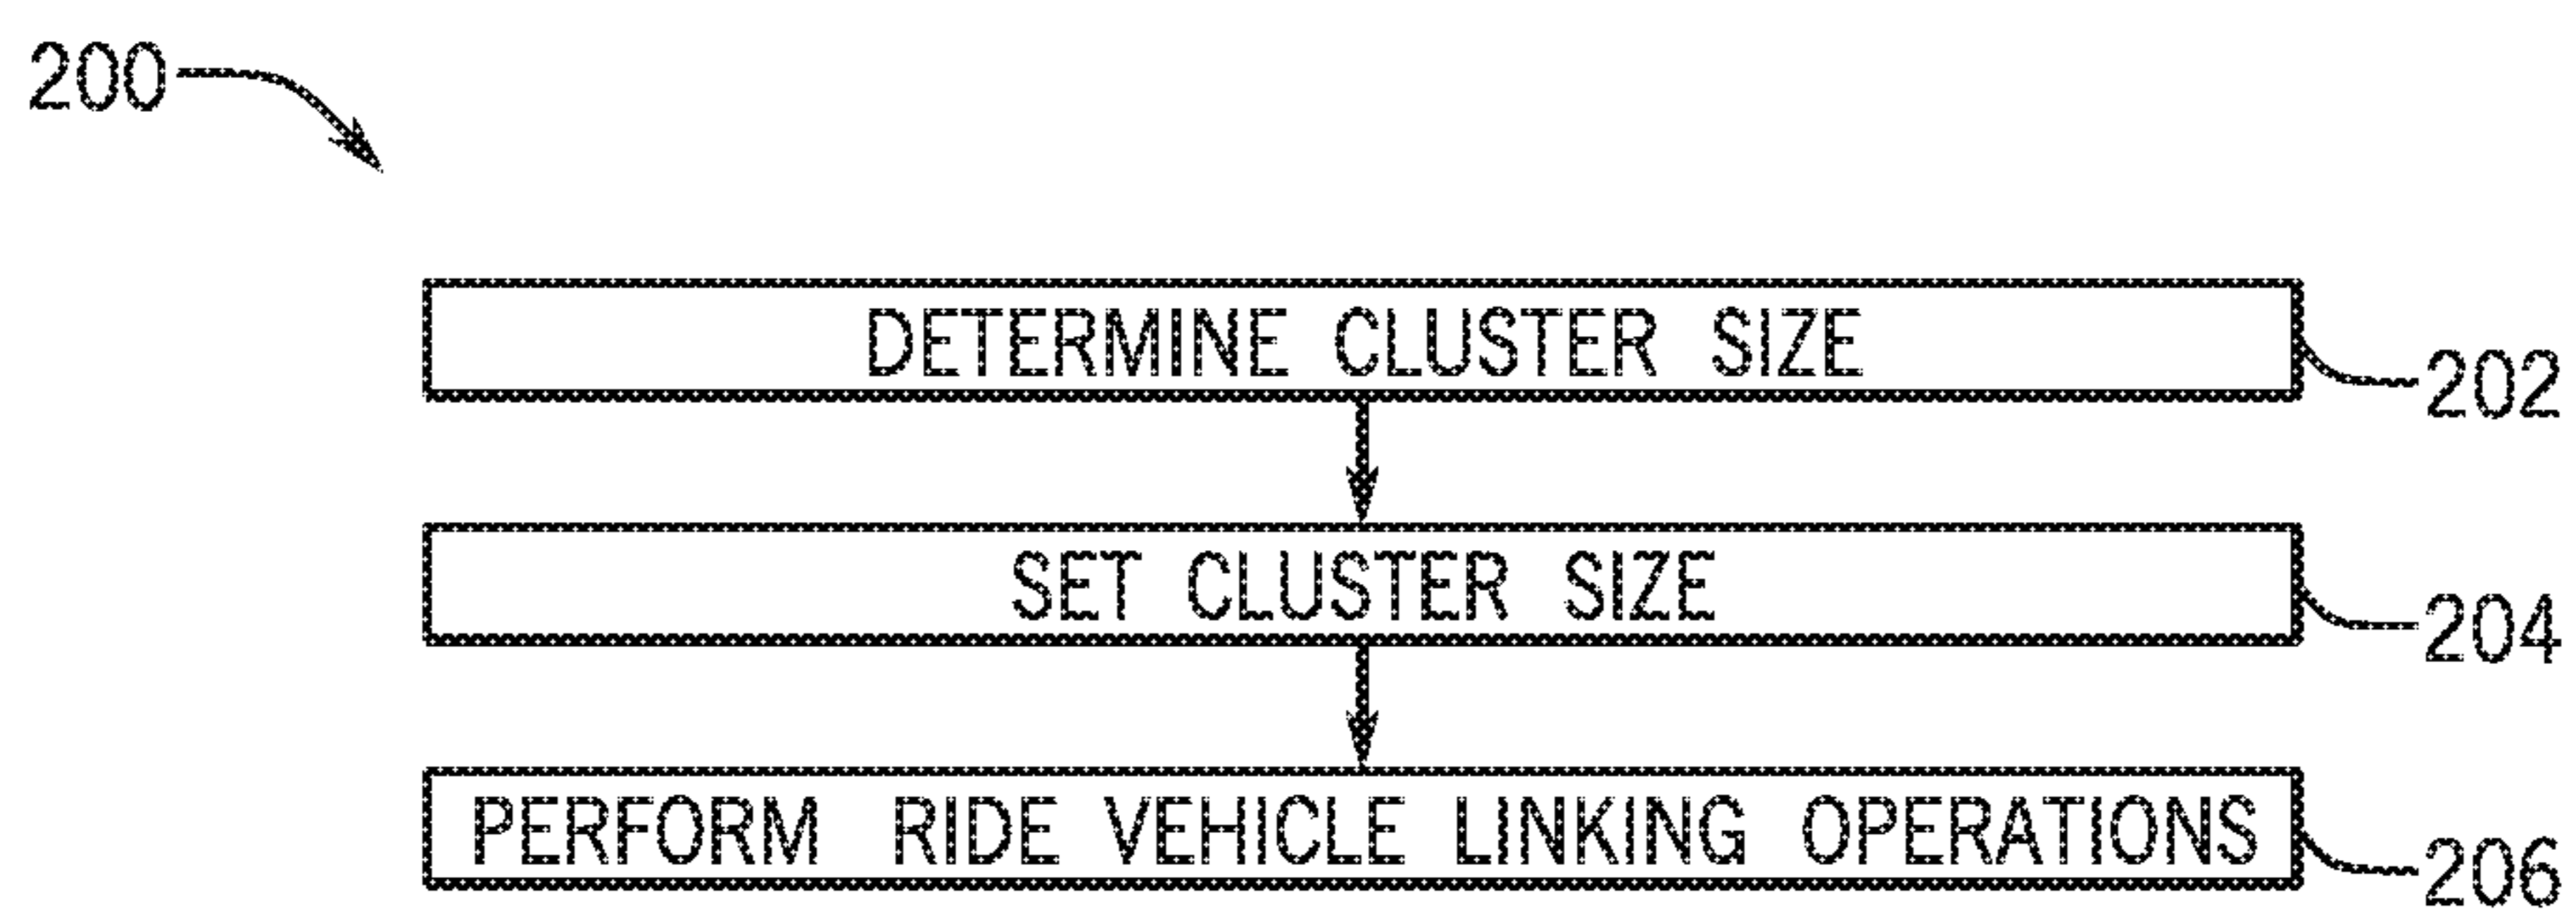 200
DETERMINE CLUSTER SIZE
202
SET CLUSTER SIZE
204
PERFORM RIDE VEHICLE LINKING OPERATIONS
206